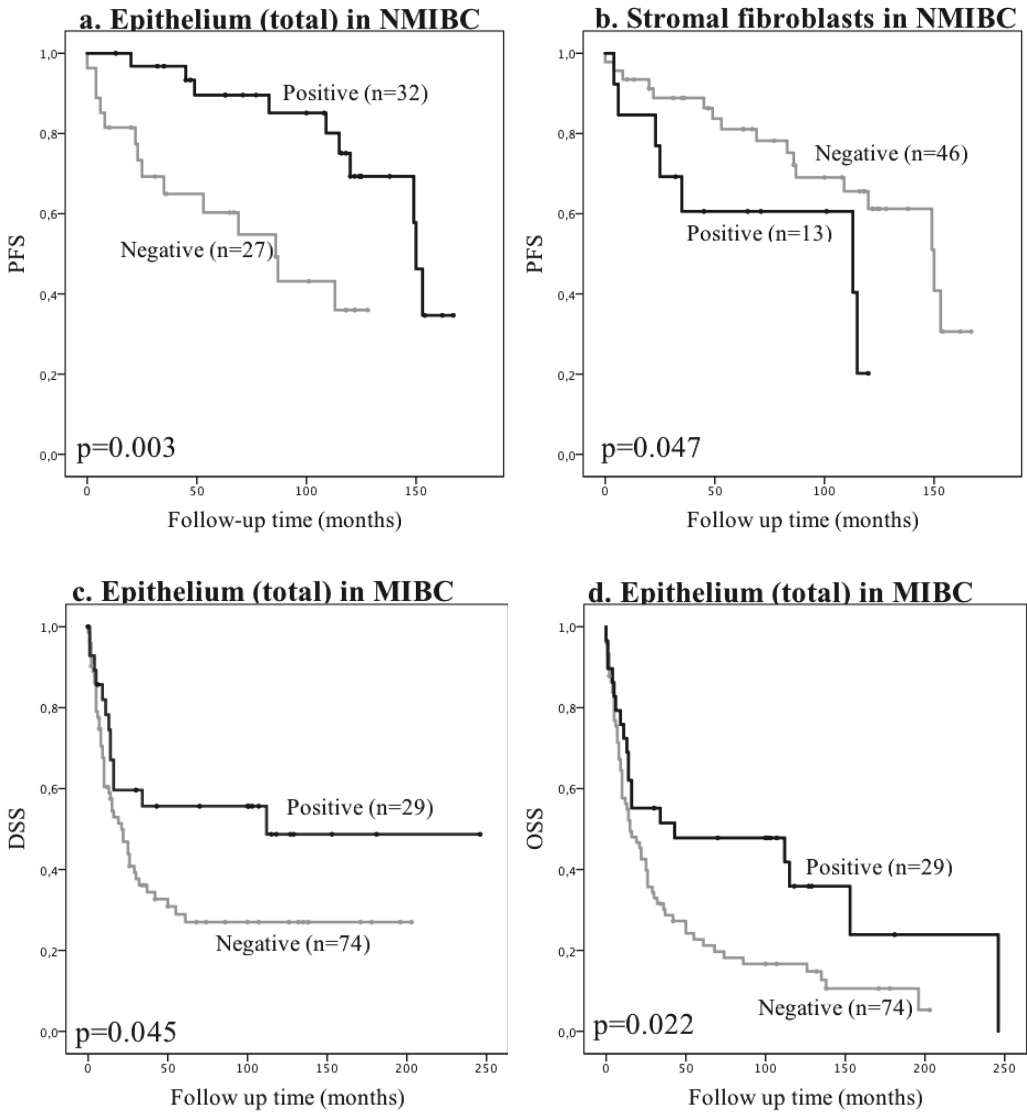 a. Epithelium (total) in NMIBC
1,0
0,8
0,6
0,4
0,2
0,0
PFS
Positive (n=32)
Negative (n=27)
p=0.003
0
50
100
150
Follow-up time (months)
b. Stromal fibroblasts in NMIBC
1,0
0,8
0,6
0,4
0,2
0,0
PFS
Negative (n=46)
Positive (n=13)
p=0.047
0
50
100
150
Follow up time (months)
c. Epithelium (total) in MIBC
1,0
0,8
0,6
0,4
0,2
0,0
DSS
Positive (n=29)
Negative (n=74)
p=0.045
0
50
100
150
200
250
Follow up time (months)
d. Epithelium (total) in MIBC
1,0
0,8
0,6
0,4
0,2
0,0
OSS
Positive (n=29)
Negative (n=74)
p=0.022
0
50
100
150
200
250
Follow up time (months)